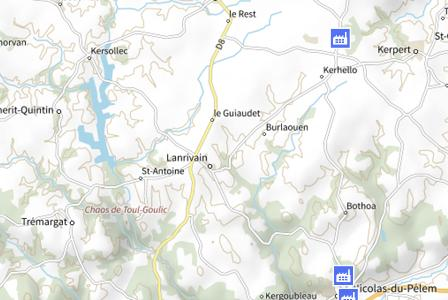 le Rest
D8
Kersollec
Kerpert
Kerhello
le Guiaudet
Burlaouen
Lanrivain
St-Antoine
Chaos de Toul-Goulic
Trémargat
Bothoa
Kergoubleau